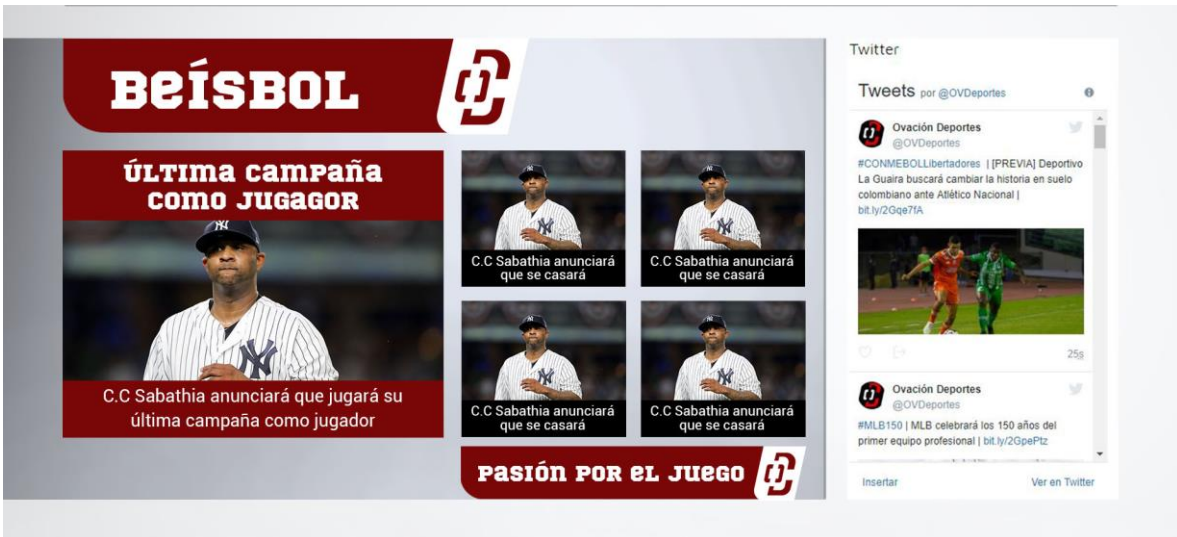 Beísbol
Última campaña
como jugagor
C.C Sabathia anunciará que jugará su
última campaña como jugador
C.C Sabathia anunciará
que se casará
C.C Sabathia anunciará
que se casará
C.C Sabathia anunciará
que se casará
C.C Sabathia anunciará
que se casará
Pasión por el juego
Twitter
Tweets por @OVDeportes
Ovación Deportes
@OVDeportes
#CONMEBOLLibertadores | [PREVIA] Deportivo
La Guaira buscará cambiar la historia en suelo
colombiano ante Atlético Nacional |
bit.ly/2Gqe7fA
25s
Ovación Deportes
@OVDeportes
#MLB150 | MLB celebrará los 150 años del
primer equipo profesional | bit.ly/2GpePtz
Insertar
Ver en Twitter